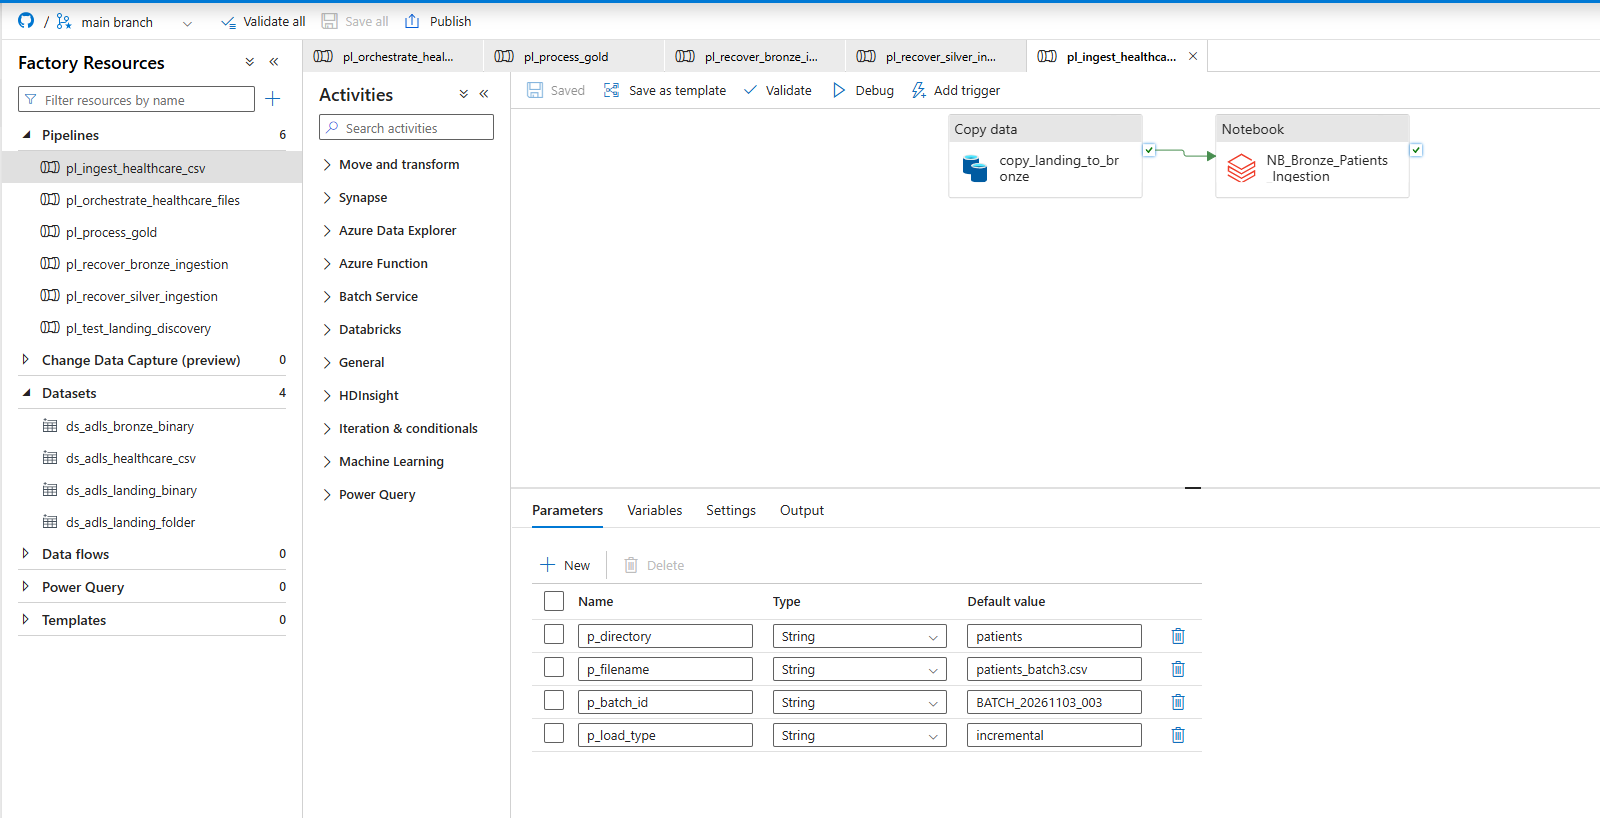 / main branch
Validate all
Save all
Publish
Factory Resources
Filter resources by name
Pipelines 6
pl_ingest_healthcare_csv
pl_orchestrate_healthcare_files
pl_process_gold
pl_recover_bronze_ingestion
pl_recover_silver_ingestion
pl_test_landing_discovery
Change Data Capture (preview) 0
Datasets 4
ds_adls_bronze_binary
ds_adls_healthcare_csv
ds_adls_landing_binary
ds_adls_landing_folder
Data flows 0
Power Query 0
Templates 0
pl_orchestrate_heal...
pl_process_gold
pl_recover_bronze_i...
pl_recover_silver_in...
pl_ingest_healthca...
Activities
Search activities
Move and transform
Synapse
Azure Data Explorer
Azure Function
Batch Service
Databricks
General
HDInsight
Iteration & conditionals
Machine Learning
Power Query
Saved
Save as template
Validate
Debug
Add trigger
Copy data
copy_landing_to_br
onze
Notebook
NB_Bronze_Patients
_Ingestion
Parameters
Variables
Settings
Output
New
Delete
Name Type Default value
p_directory String patients
p_filename String patients_batch3.csv
p_batch_id String BATCH_20261103_003
p_load_type String incremental